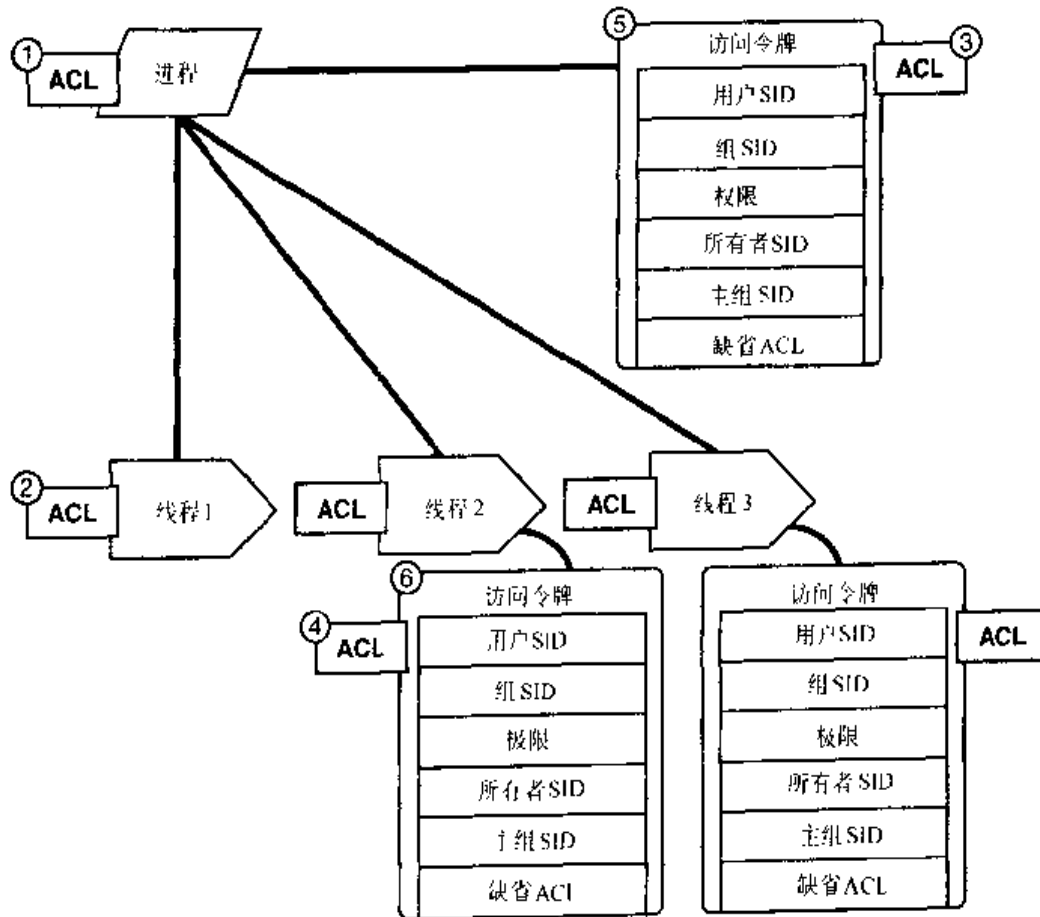 ① ACL 进程
⑤ 访问令牌
ACL ③
用户SID
组SID
权限
所有者SID
主组SID
缺省ACL
② ACL 线程1
ACL 线程2
ACL 线程3
⑥ 访问令牌
④ ACL
用户SID
组SID
极限
所有者SID
主组SID
缺省ACL
访问令牌
ACL
用户SID
组SID
极限
所有者SID
主组SID
缺省ACL